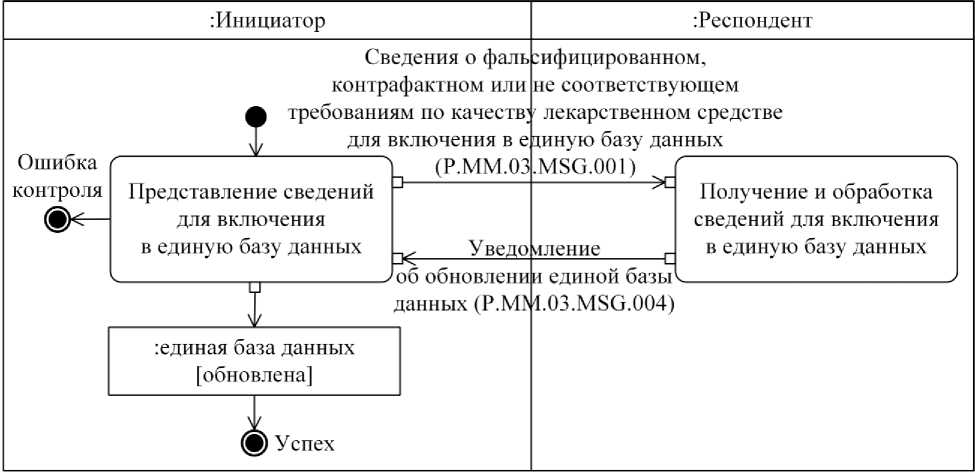 :Инициатор
:Респондент
Сведения о фальсифицированном,
контрафактном или не соответствующем
требованиям по качеству лекарственном средстве
для включения в единую базу данных
(P.MM.03.MSG.001)
Ошибка
контроля
Представление сведений
для включения
в единую базу данных
Получение и обработка
сведений для включения
в единую базу данных
Уведомление
об обновлении единой базы
данных (P.MM.03.MSG.004)
:единая база данных
[обновлена]
Успех